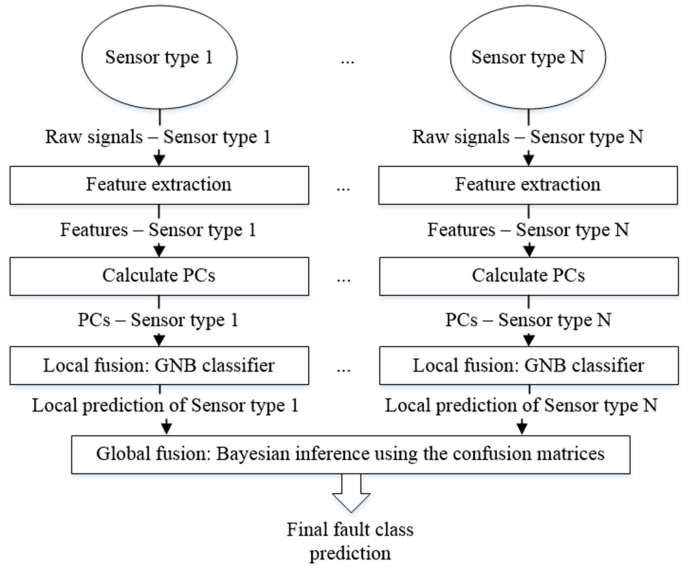 Sensor type 1 ... Sensor type N
Raw signals – Sensor type 1 Raw signals – Sensor type N
Feature extraction ... Feature extraction
Features – Sensor type 1 Features – Sensor type N
Calculate PCs ... Calculate PCs
PCs – Sensor type 1 PCs – Sensor type N
Local fusion: GNB classifier ... Local fusion: GNB classifier
Local prediction of Sensor type 1 Local prediction of Sensor type N
Global fusion: Bayesian inference using the confusion matrices
Final fault class
prediction